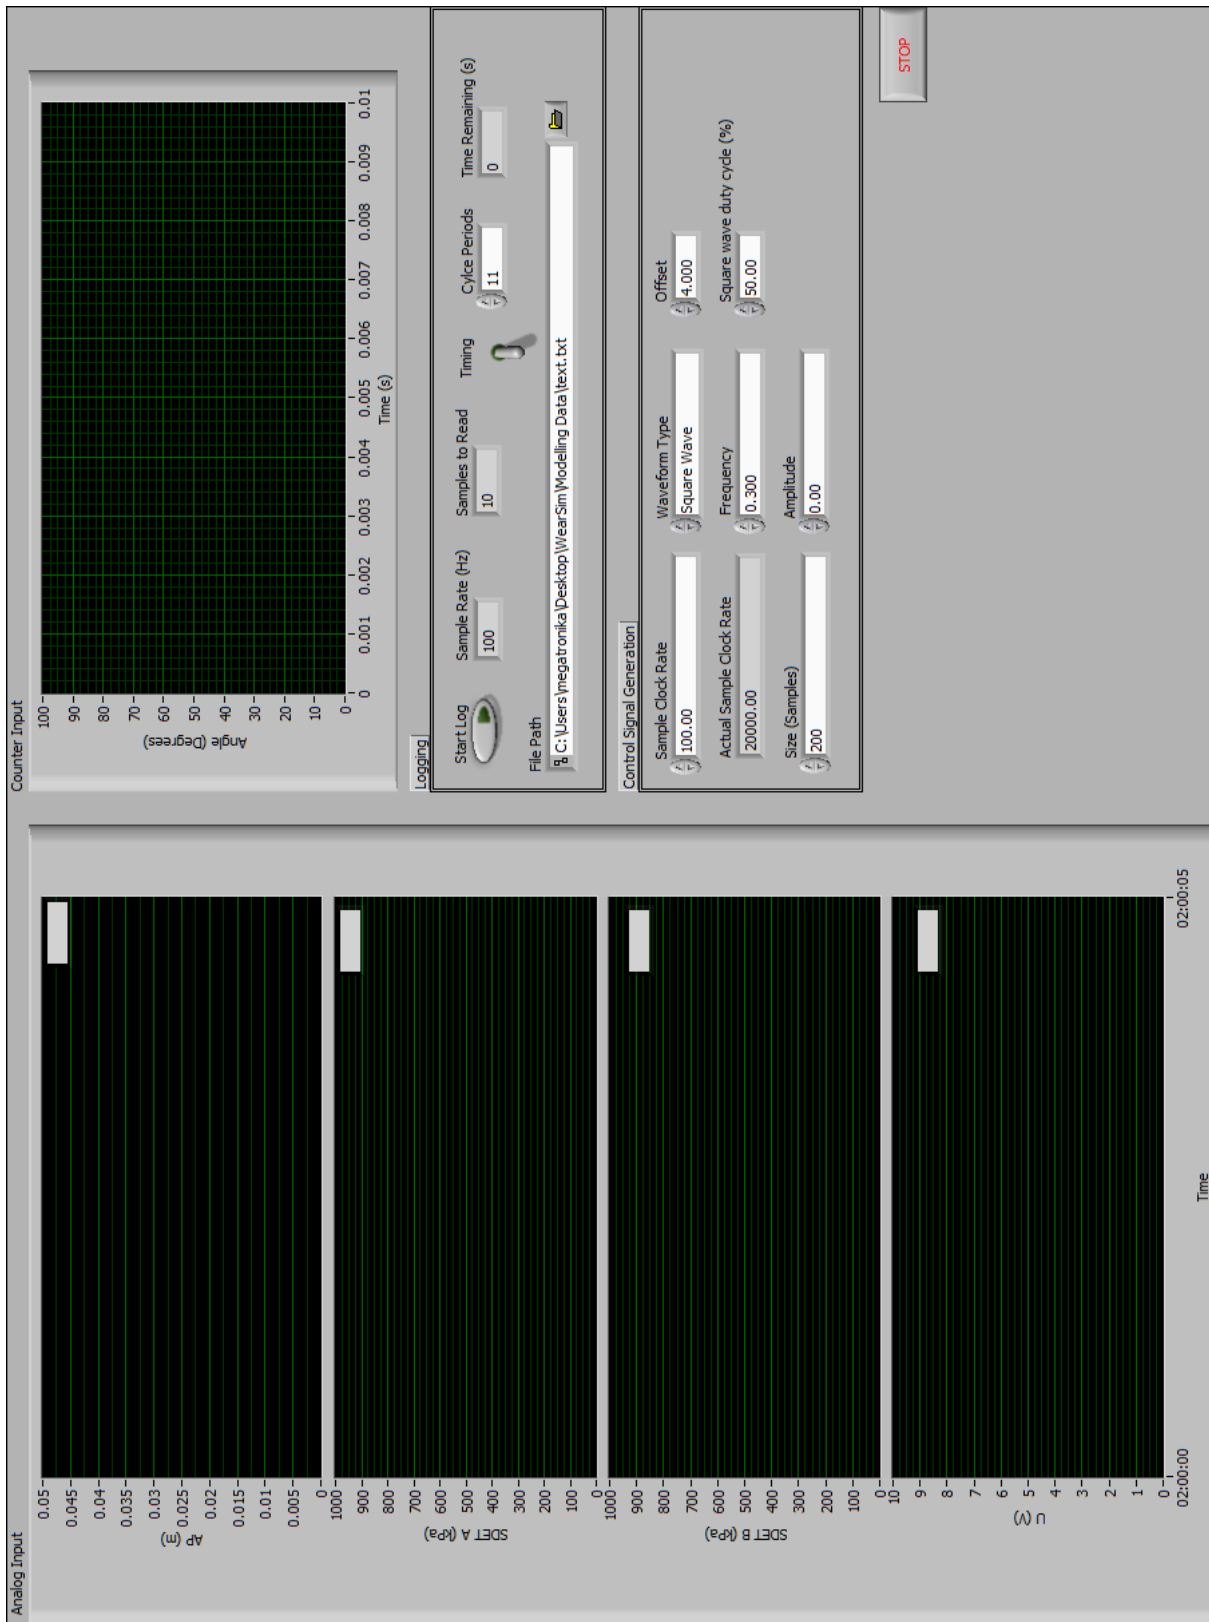 Analog Input
AP (m)
0.05
0.045
0.04
0.035
0.03
0.025
0.02
0.015
0.01
0.005
0
SDET A (kPa)
1000
900
800
700
600
500
400
300
200
100
0
SDET B (kPa)
1000
900
800
700
600
500
400
300
200
100
0
U (V)
10
9
8
7
6
5
4
3
2
1
0
02:00:00
02:00:05
Time
Counter Input
Angle (Degrees)
100
90
80
70
60
50
40
30
20
10
0
0 0.001 0.002 0.003 0.004 0.005 0.006 0.007 0.008 0.009 0.01
Time (s)
Logging
Start Log Sample Rate (Hz) Samples to Read Timing Cylce Periods Time Remaining (s)
100 10 11 0
File Path
C:\Users\negatronika\Desktop\WearSim\Modelling Data\text.txt
Control Signal Generation
Sample Clock Rate Waveform Type Offset
100.00 Square Wave 4.000
Actual Sample Clock Rate Frequency Square wave duty cycle (%)
20000.00 0.300 50.00
Size (Samples) Amplitude
200 0.00
STOP